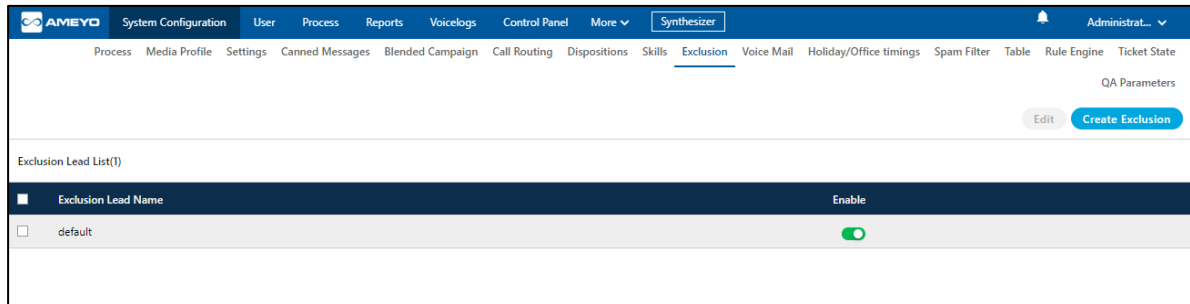 AMEYO System Configuration User Process Reports Voicelogs Control Panel More Synthesizer Administrat...
Process Media Profile Settings Canned Messages Blended Campaign Call Routing Dispositions Skills Exclusion Voice Mail Holiday/Office timings Spam Filter Table Rule Engine Ticket State
QA Parameters
Edit Create Exclusion
Exclusion Lead List(1)
Exclusion Lead Name Enable
default